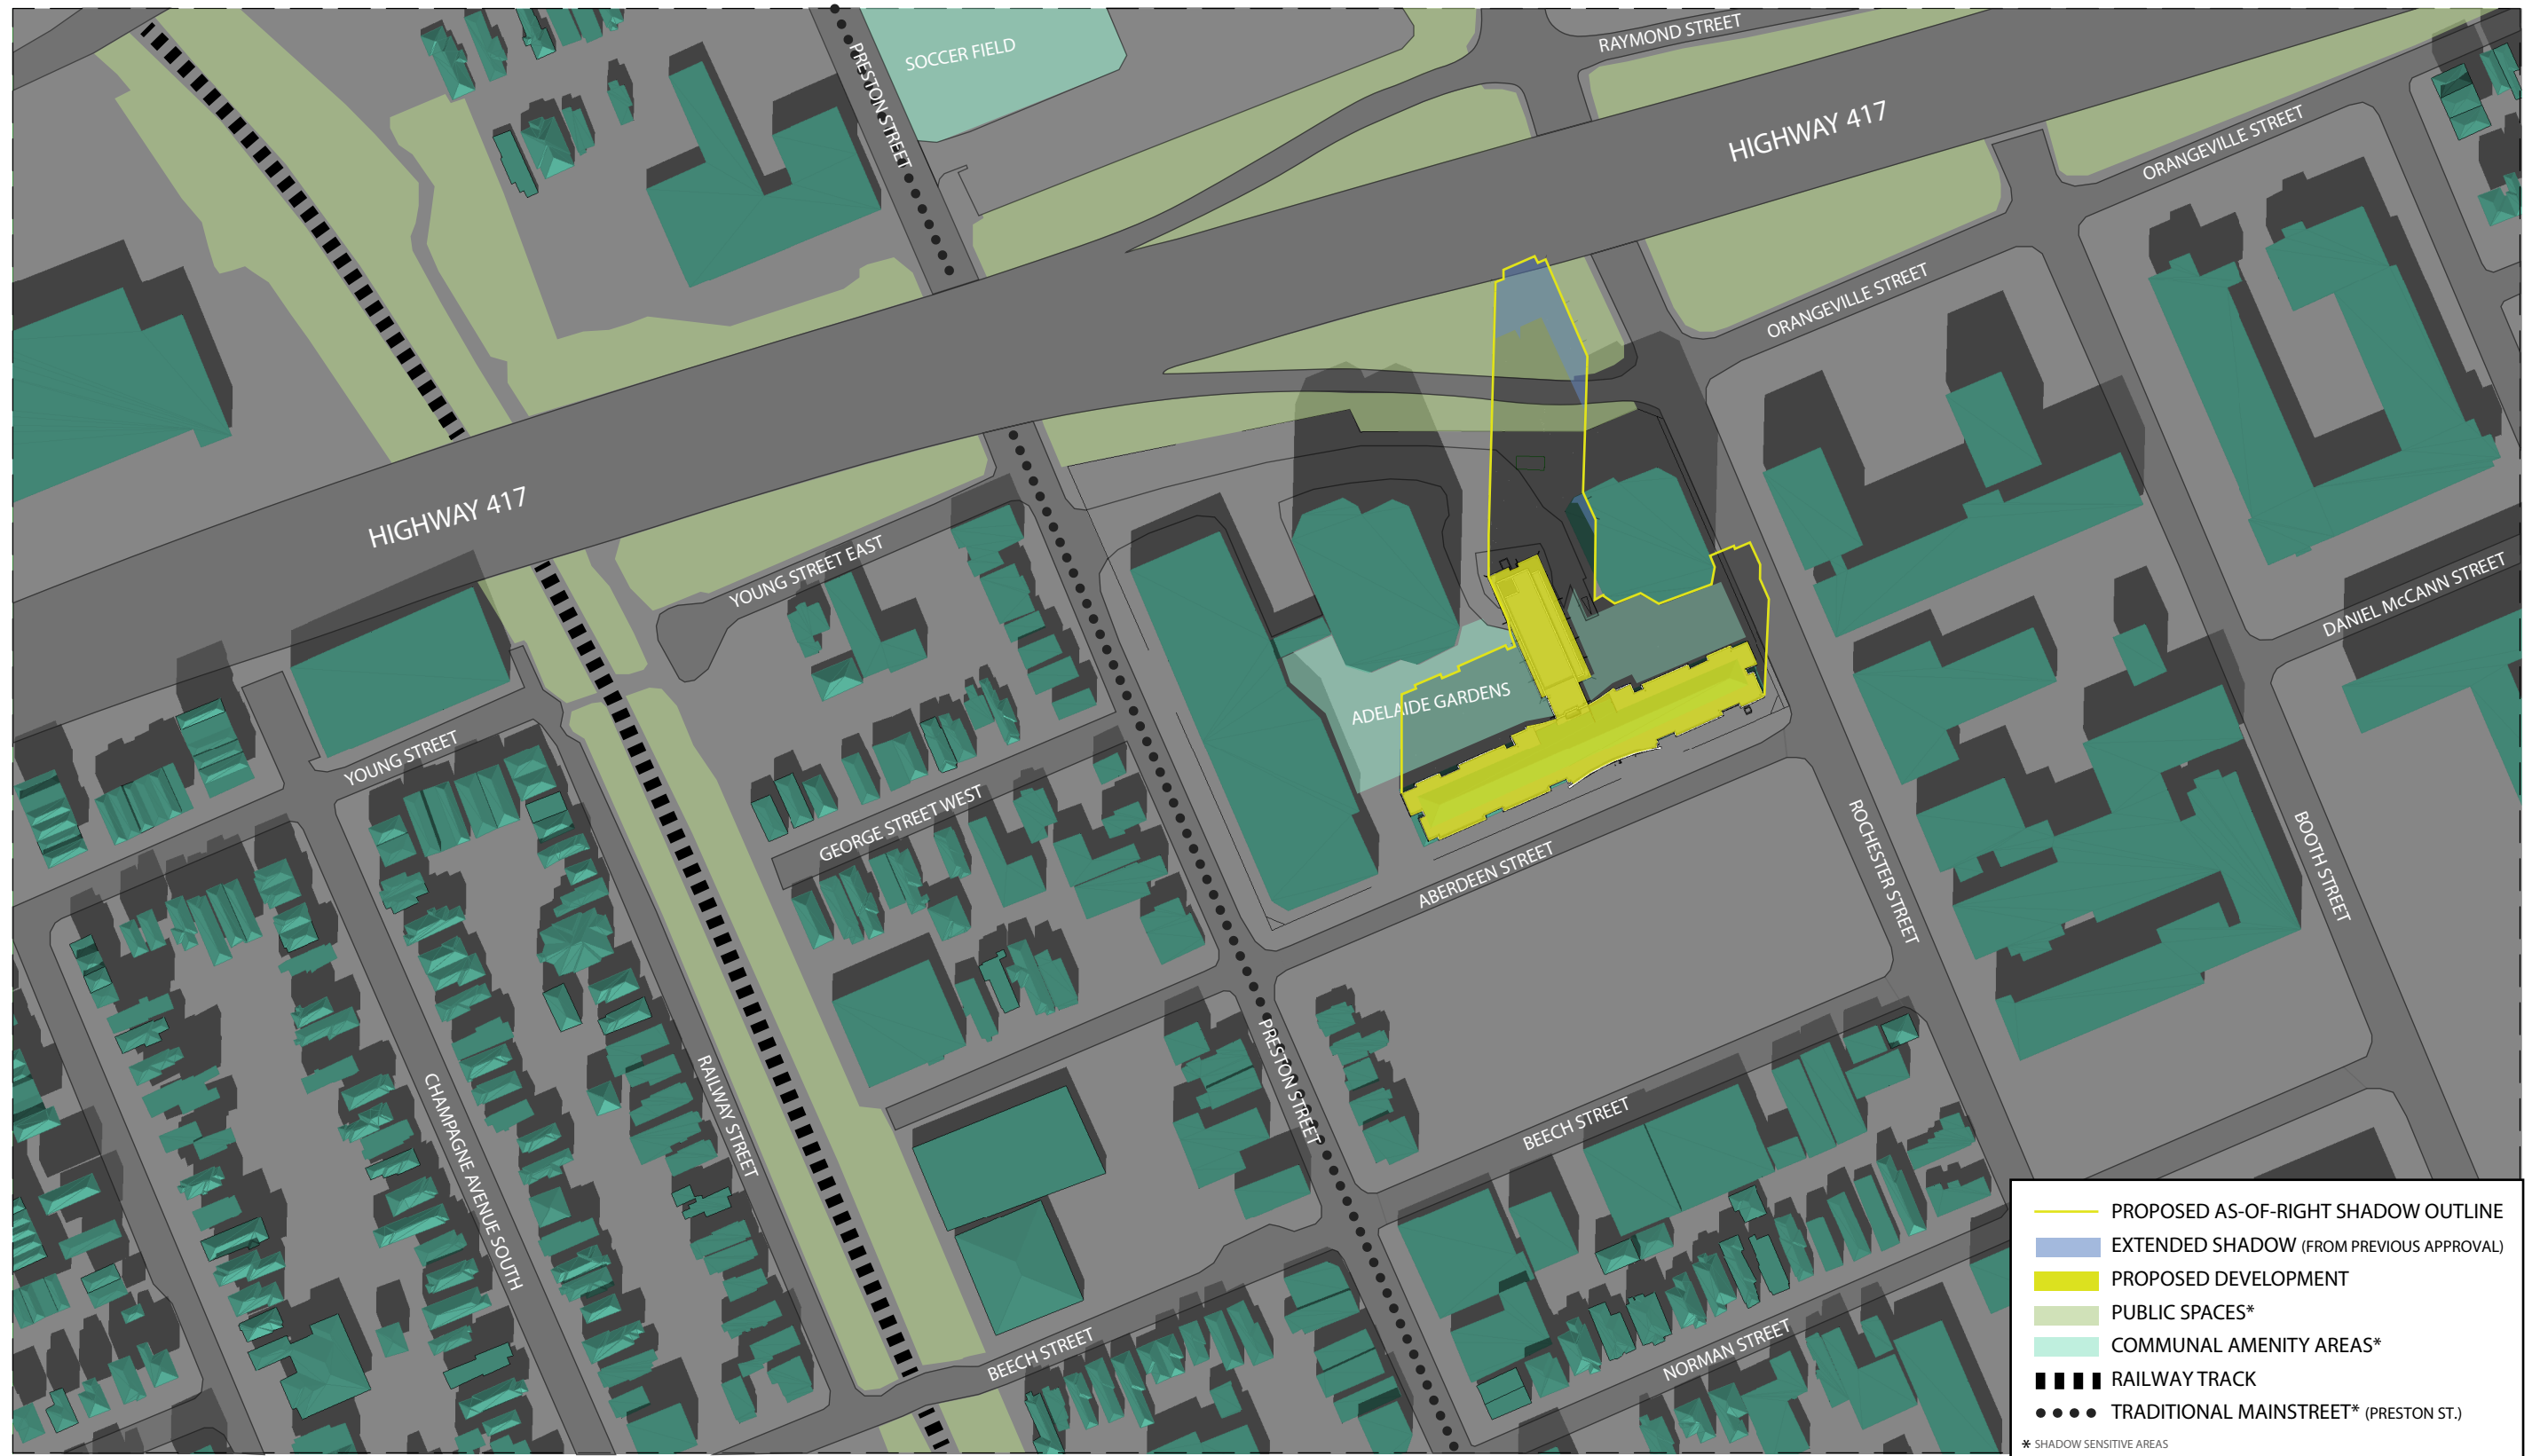 RAYMOND STREET
SOCCER FIELD
PRESTON STREET
HIGHWAY 417
ORANGEVILLE STREET
ORANGEVILLE STREET
HIGHWAY 417
YOUNG STREET EAST
DANIEL McCANN STREET
ADELAIDE GARDENS
YOUNG STREET
GEORGE STREET WEST
ABERDEEN STREET
ROCHESTER STREET
BOOTH STREET
PRESTON STREET
RAILWAY STREET
CHAMPAGNE AVENUE SOUTH
BEECH STREET
BEECH STREET
NORMAN STREET
PROPOSED AS-OF-RIGHT SHADOW OUTLINE
EXTENDED SHADOW (FROM PREVIOUS APPROVAL)
PROPOSED DEVELOPMENT
PUBLIC SPACES*
COMMUNAL AMENITY AREAS*
RAILWAY TRACK
TRADITIONAL MAINSTREET* (PRESTON ST.)
* SHADOW SENSITIVE AREAS